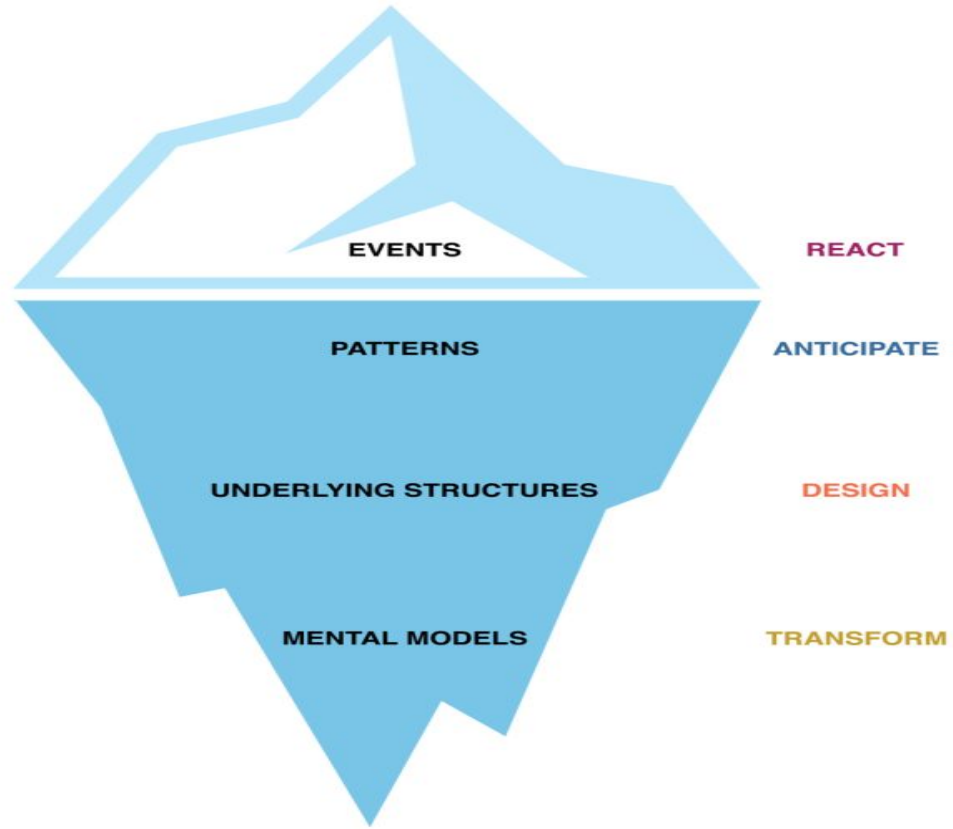 EVENTS REACT
PATTERNS ANTICIPATE
UNDERLYING STRUCTURES DESIGN
MENTAL MODELS TRANSFORM